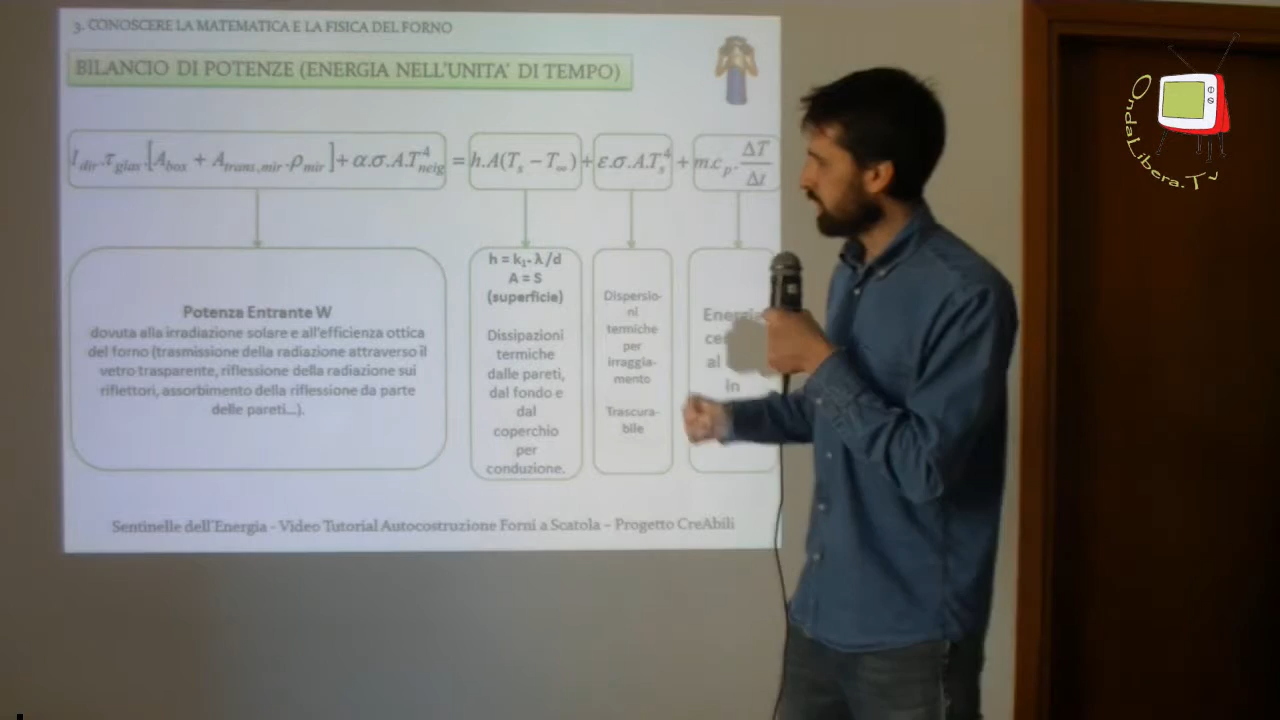 3. CONOSCERE LA MATEMATICA E LA FISICA DEL FORNO
BILANCIO DI POTENZE (ENERGIA NELL'UNITA' DI TEMPO)
I_dir.τ_glas.[A_box + A_trans,mir.ρ_mir] + α.σ.A.T⁴_neig = h.A(T_s − T_∞) + ε.σ.A.T_s⁴ + m.c_p. ΔT/Δt
Potenza Entrante W
dovuta alla irradiazione solare e all'efficienza ottica
del forno (trasmissione della radiazione attraverso il
vetro trasparente, riflessione della radiazione sui
riflettori, assorbimento della riflessione da parte
delle pareti...).
h = k₁-λ/d
A = S
(superficie)
Dissipazioni
termiche
dalle pareti,
dal fondo e
dal
coperchio
per
conduzione.
Dispersio-
ni
termiche
per
irraggia-
mento
Trascura-
bile
Energia
al
in
Sentinelle dell'Energia - Video Tutorial Autocostruzione Forni a Scatola – Progetto CreAbili
OndaLibera.Tv